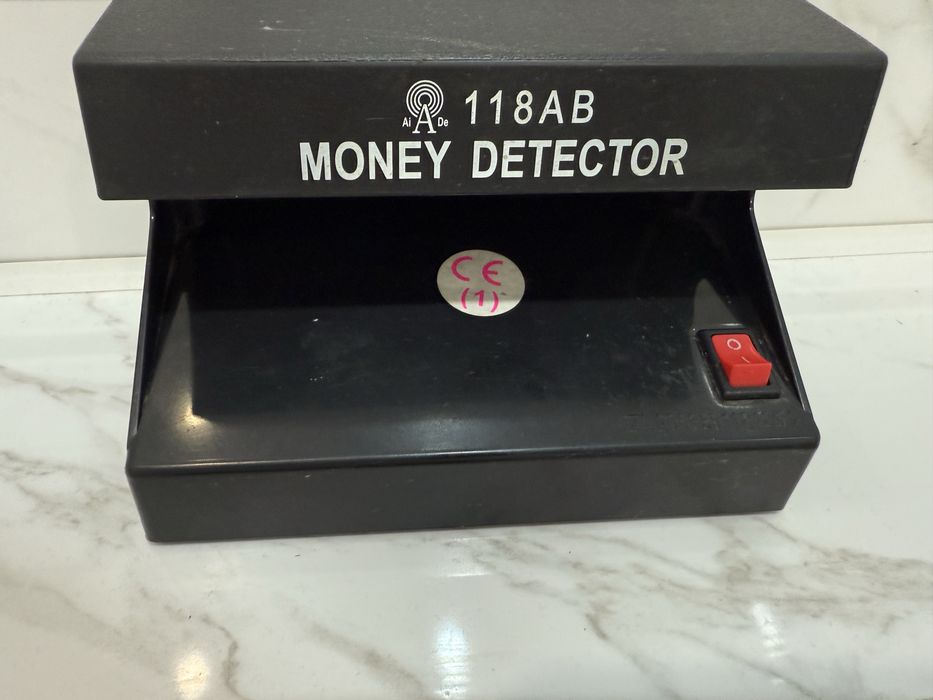 Ai A De 118AB
MONEY DETECTOR
CE
(1)
O